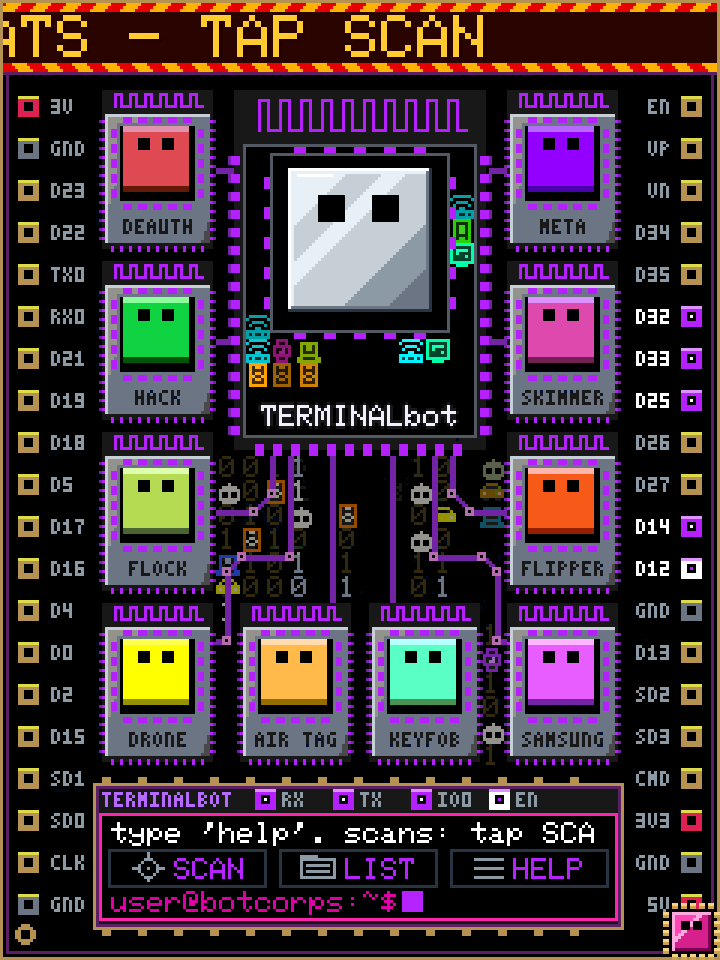 ATS - TAP SCAN
3V
GND
D23
D22
TX0
RX0
D21
D19
D18
D5
D17
D16
D4
D0
D2
D15
SD1
SD0
CLK
GND
DEAUTH
HACK
FLOCK
DRONE
AIR TAG
KEYFOB
SAMSUNG
FLIPPER
SKIMMER
META
TERMINALbot
EN
VP
VN
D34
D35
D32
D33
D25
D26
D27
D14
D12
GND
D13
SD2
SD3
CMD
3V3
GND
5V
TERMINALBOT RX TX IO0 EN
type 'help'. scans: tap SCA
SCAN LIST HELP
user@botcorps:~$